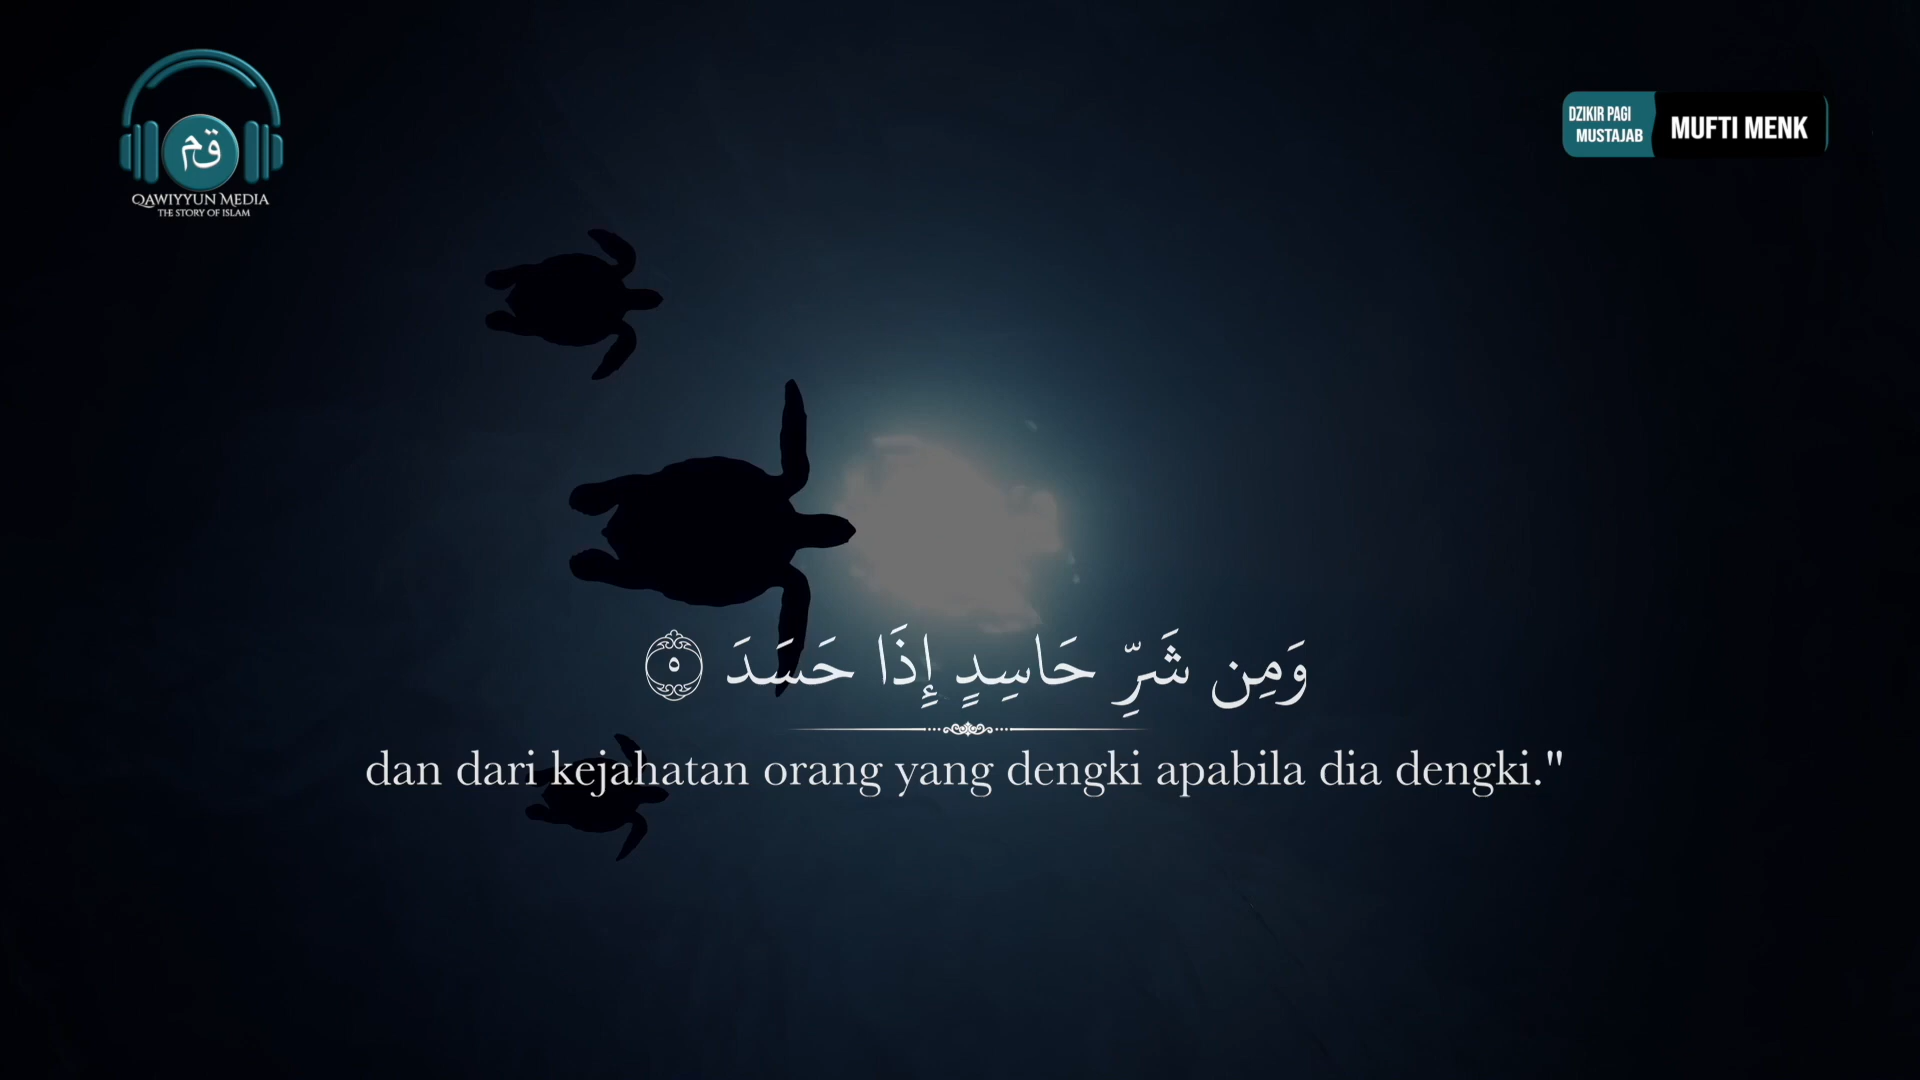 قم
QAWIYYUN MEDIA
THE STORY OF ISLAM
DZIKIR PAGI
MUSTAJAB
MUFTI MENK
وَمِن شَرِّ حَاسِدٍ إِذَا حَسَدَ ٥
dan dari kejahatan orang yang dengki apabila dia dengki."